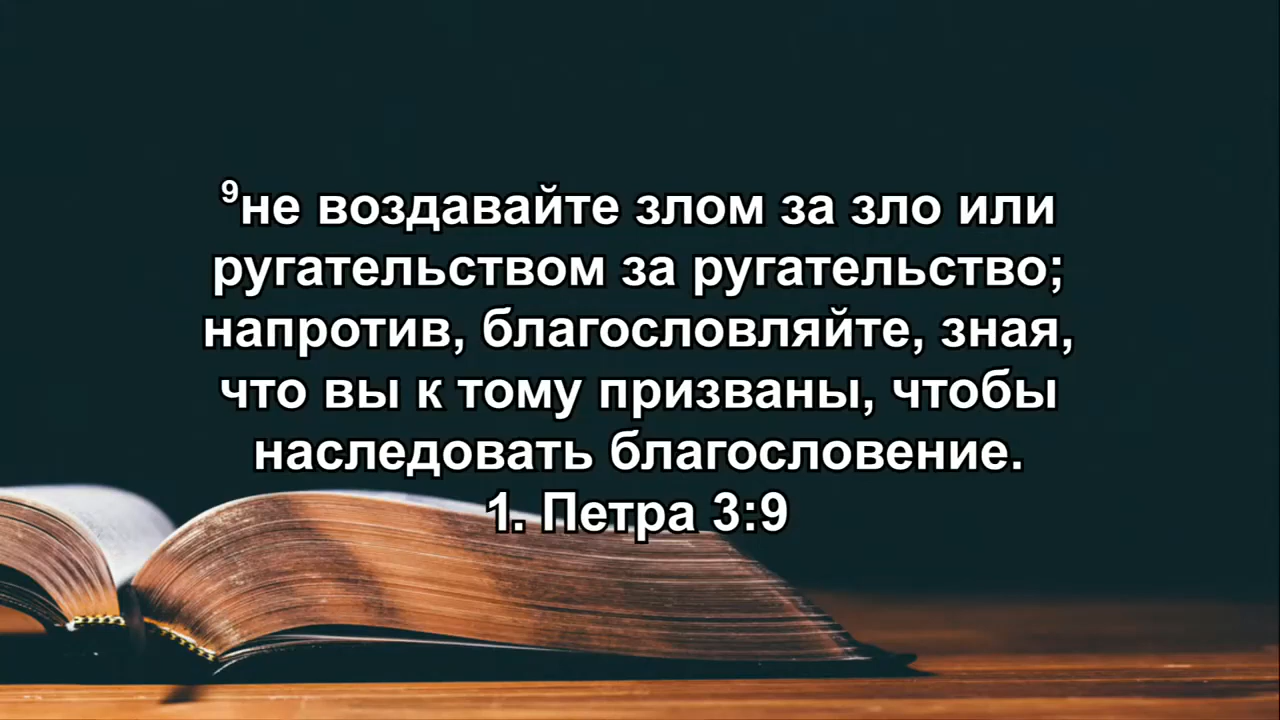 ⁹не воздавайте злом за зло или
ругательством за ругательство;
напротив, благословляйте, зная,
что вы к тому призваны, чтобы
наследовать благословение.
1. Петра 3:9